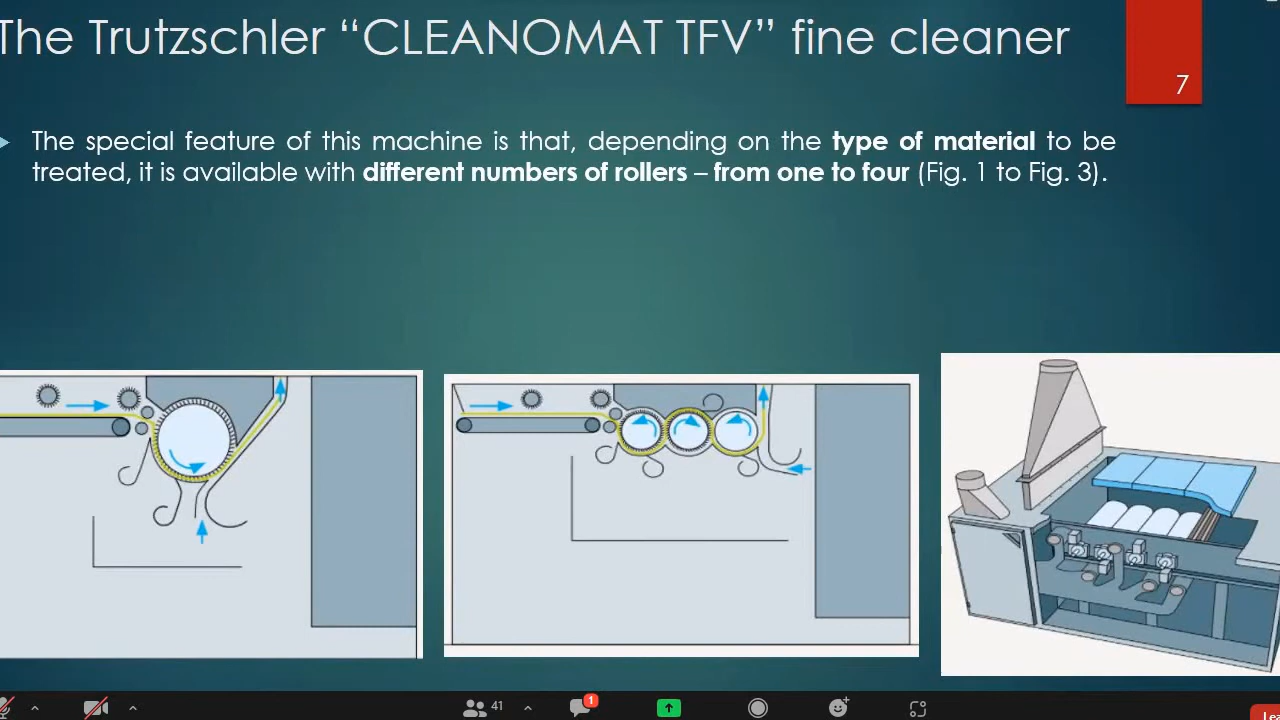 The Trutzschler “CLEANOMAT TFV” fine cleaner
7
The special feature of this machine is that, depending on the type of material to be
treated, it is available with different numbers of rollers – from one to four (Fig. 1 to Fig. 3).
41
1